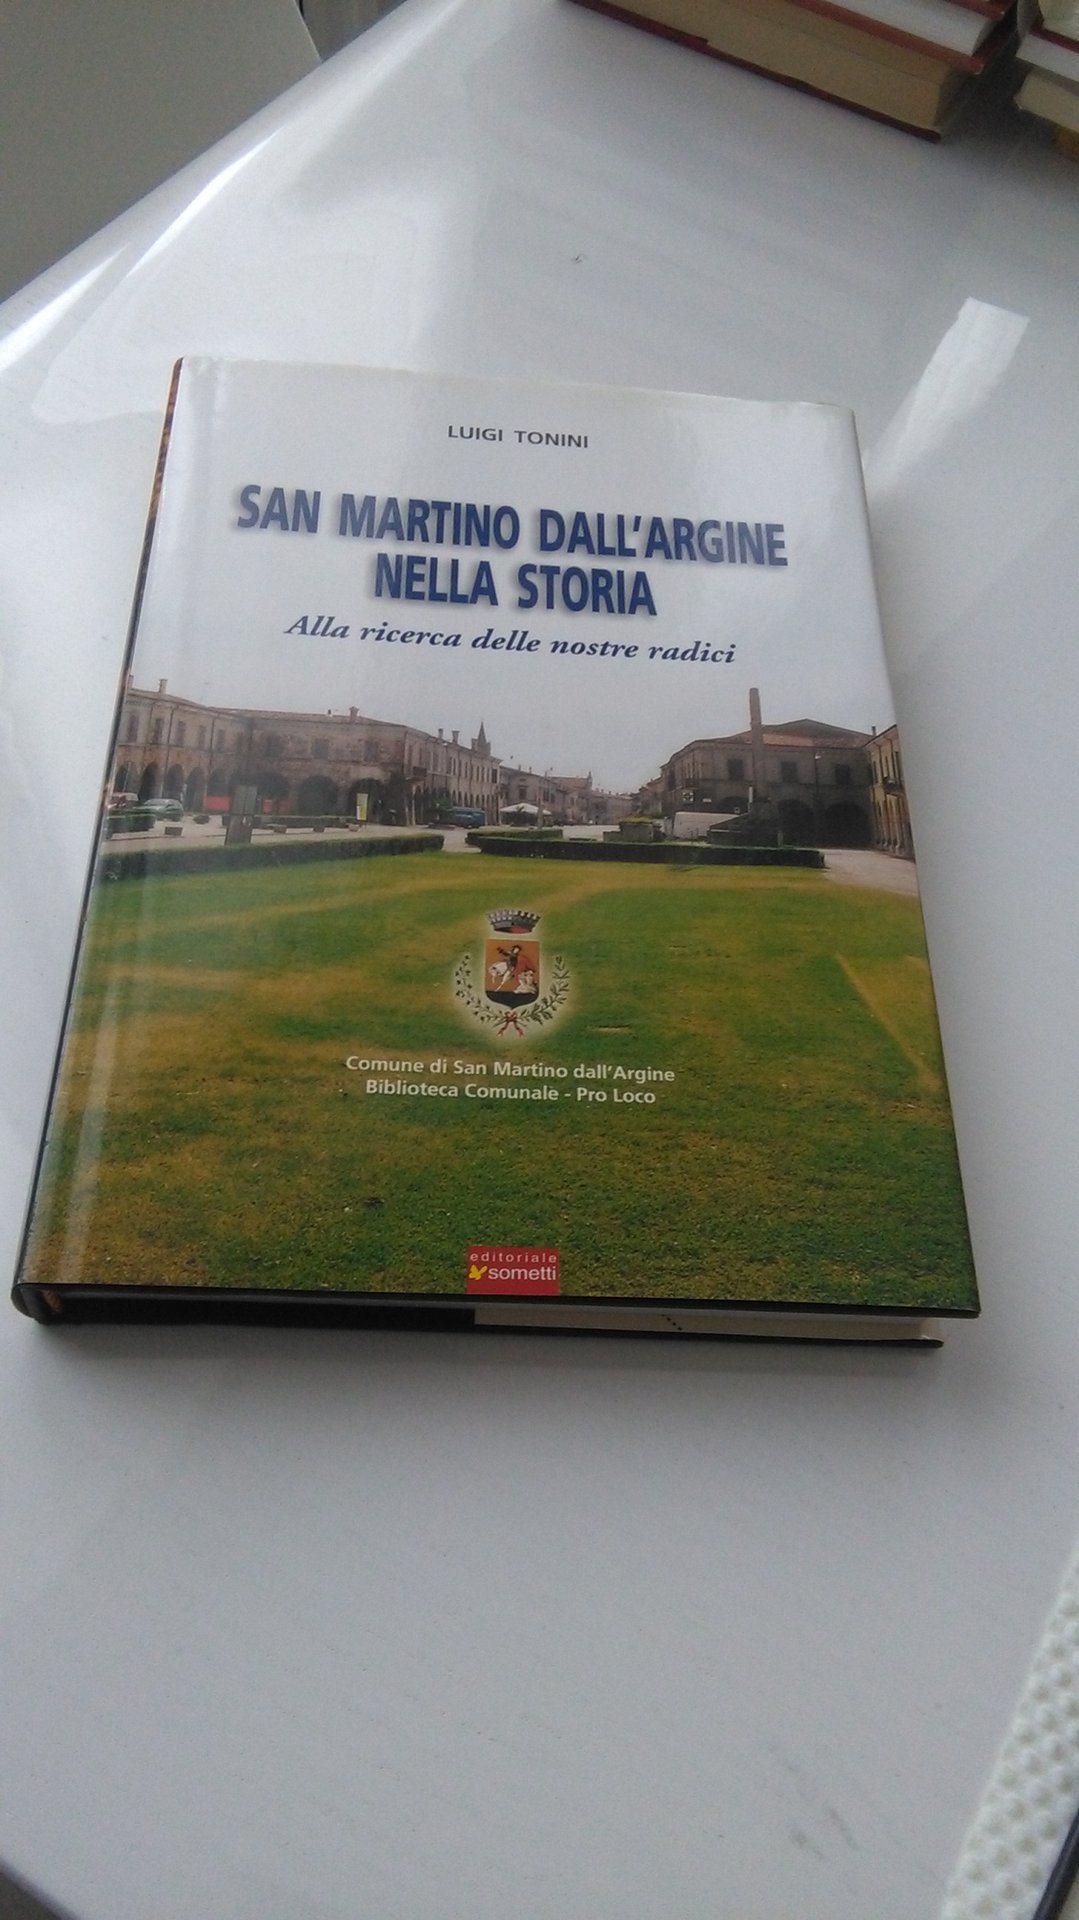 LUIGI TONINI
SAN MARTINO DALL'ARGINE
NELLA STORIA
Alla ricerca delle nostre radici
Comune di San Martino dall'Argine
Biblioteca Comunale - Pro Loco
editoriale
sometti